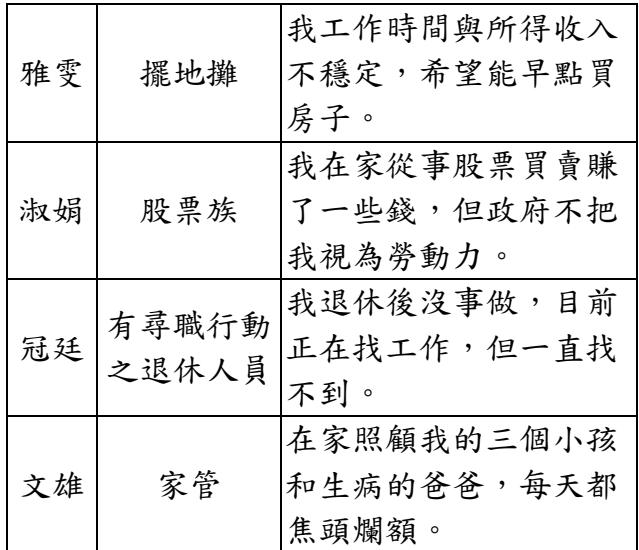 雅雯
擺地攤
我工作時間與所得收入
不穩定，希望能早點買
房子。
淑娟
股票族
我在家從事股票買賣賺
了一些錢，但政府不把
我視為勞動力。
冠廷
有尋職行動
之退休人員
我退休後沒事做，目前
正在找工作，但一直找
不到。
文雄
家管
在家照顧我的三個小孩
和生病的爸爸，每天都
焦頭爛額。